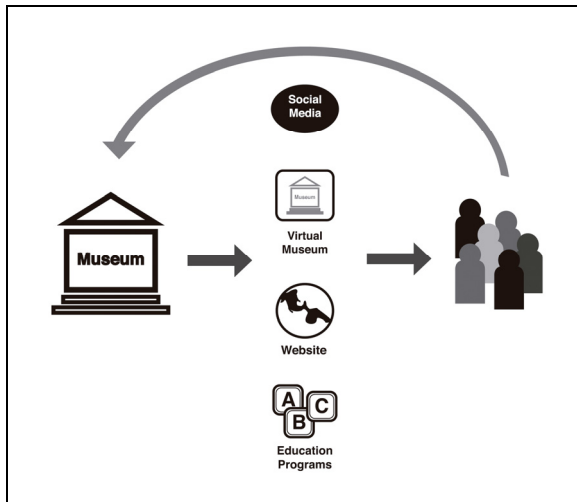 Social
Media
Museum
Museum
Virtual
Museum
Website
A
B
C
Education
Programs